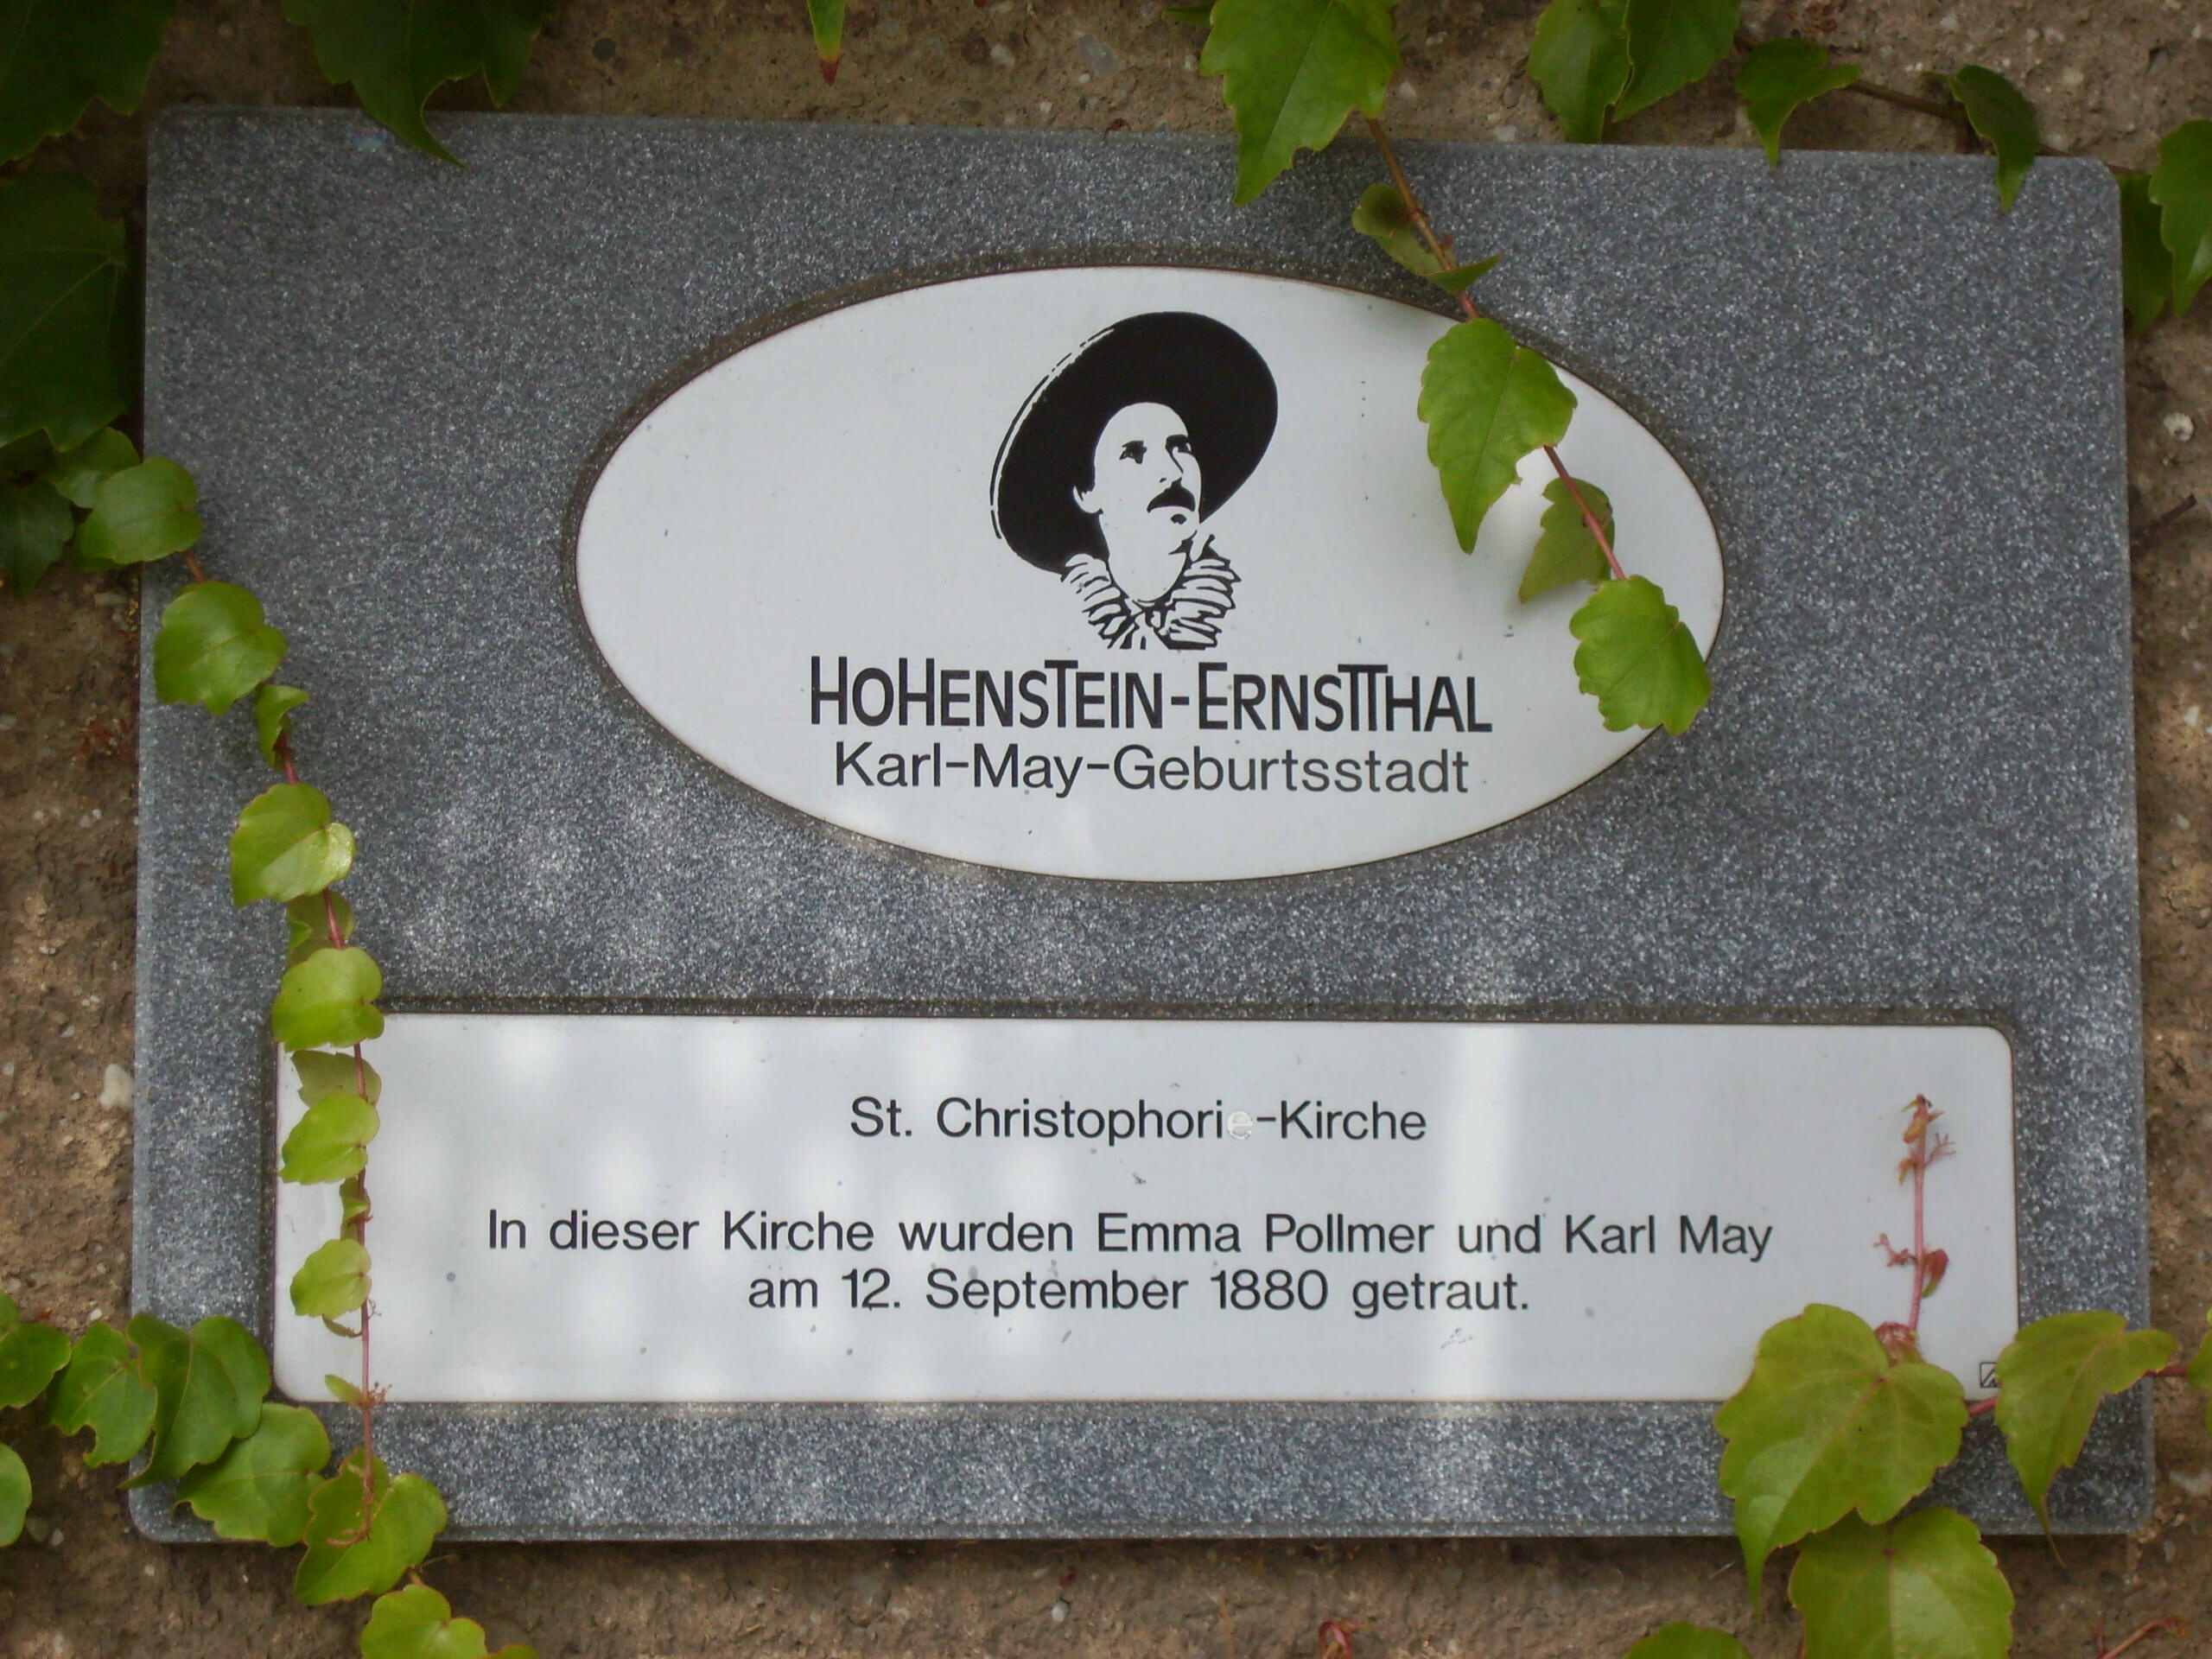 HOHENSTEIN-ERNSTTHAL
Karl-May-Geburtsstadt
St. Christophori-Kirche
In dieser Kirche wurden Emma Pollmer und Karl May
am 12. September 1880 getraut.